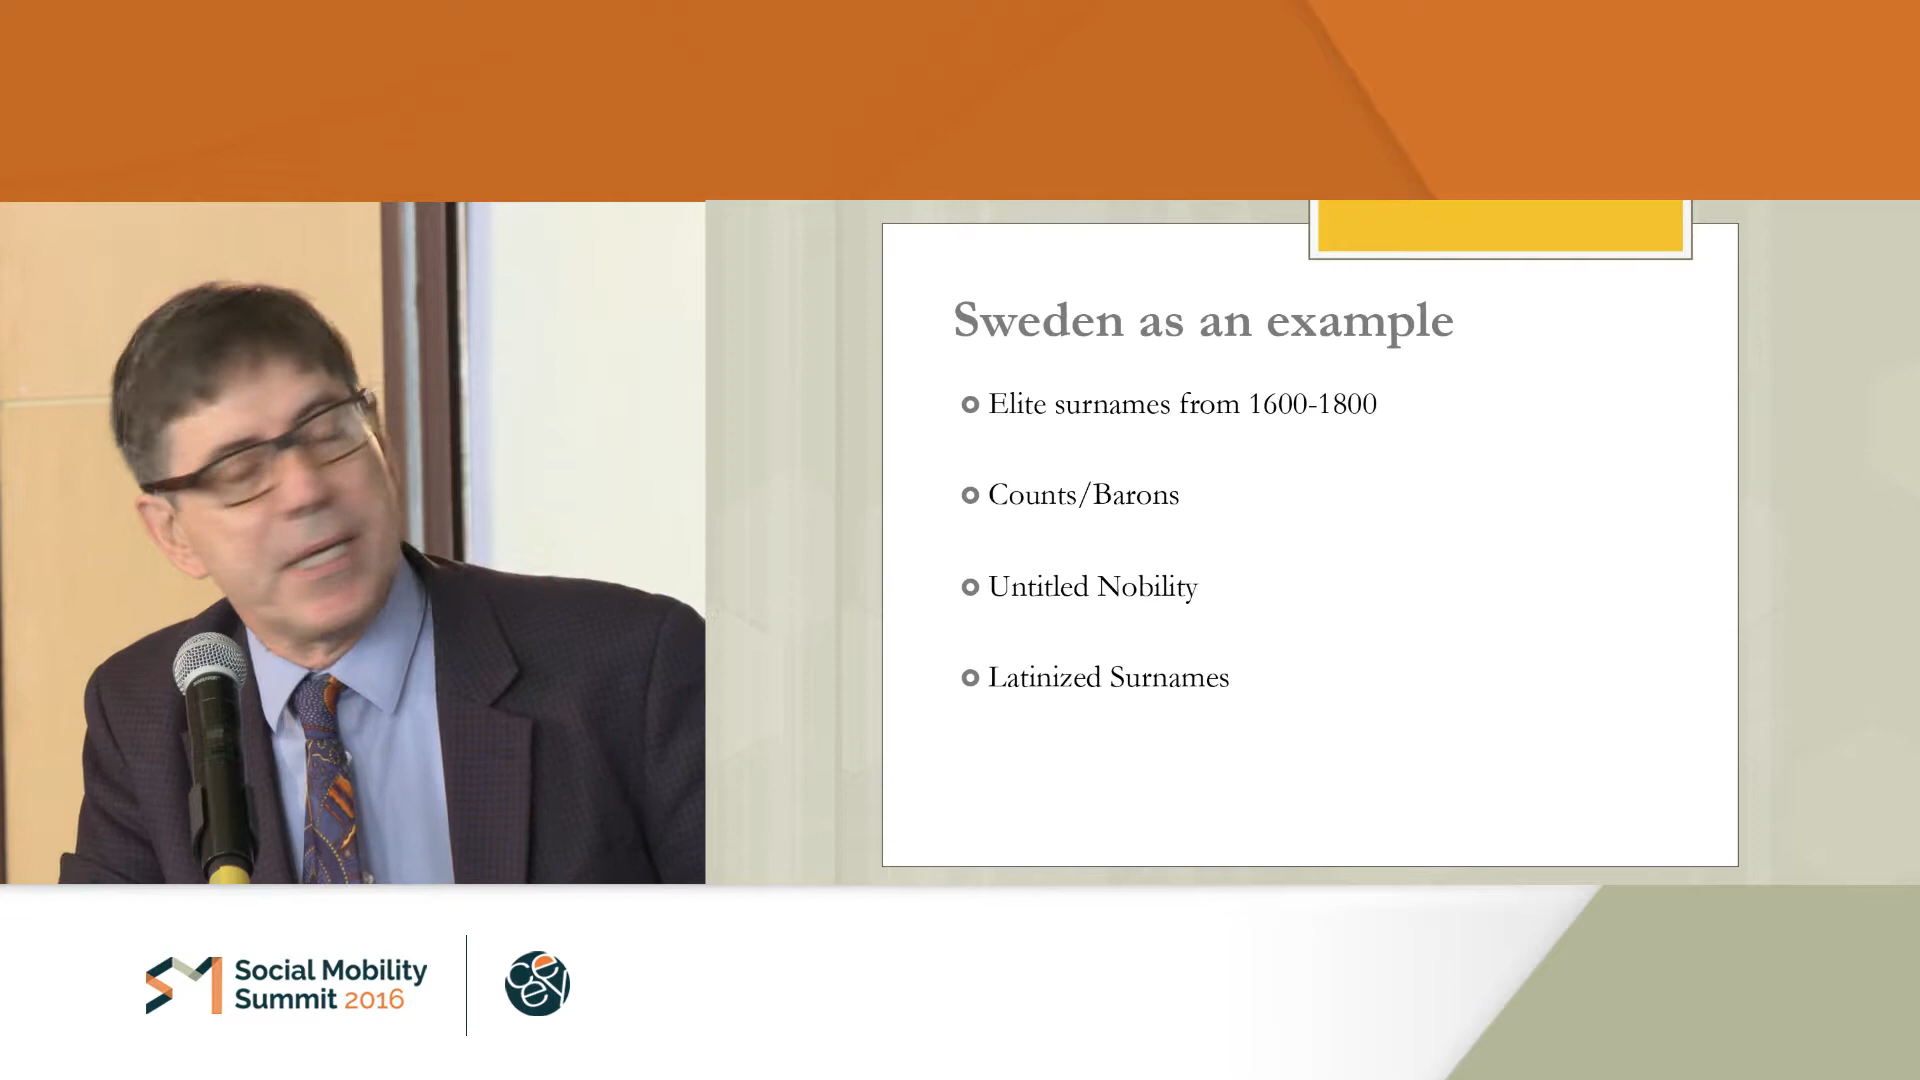 Sweden as an example
Elite surnames from 1600-1800
Counts/Barons
Untitled Nobility
Latinized Surnames
Social Mobility
Summit 2016
ceey